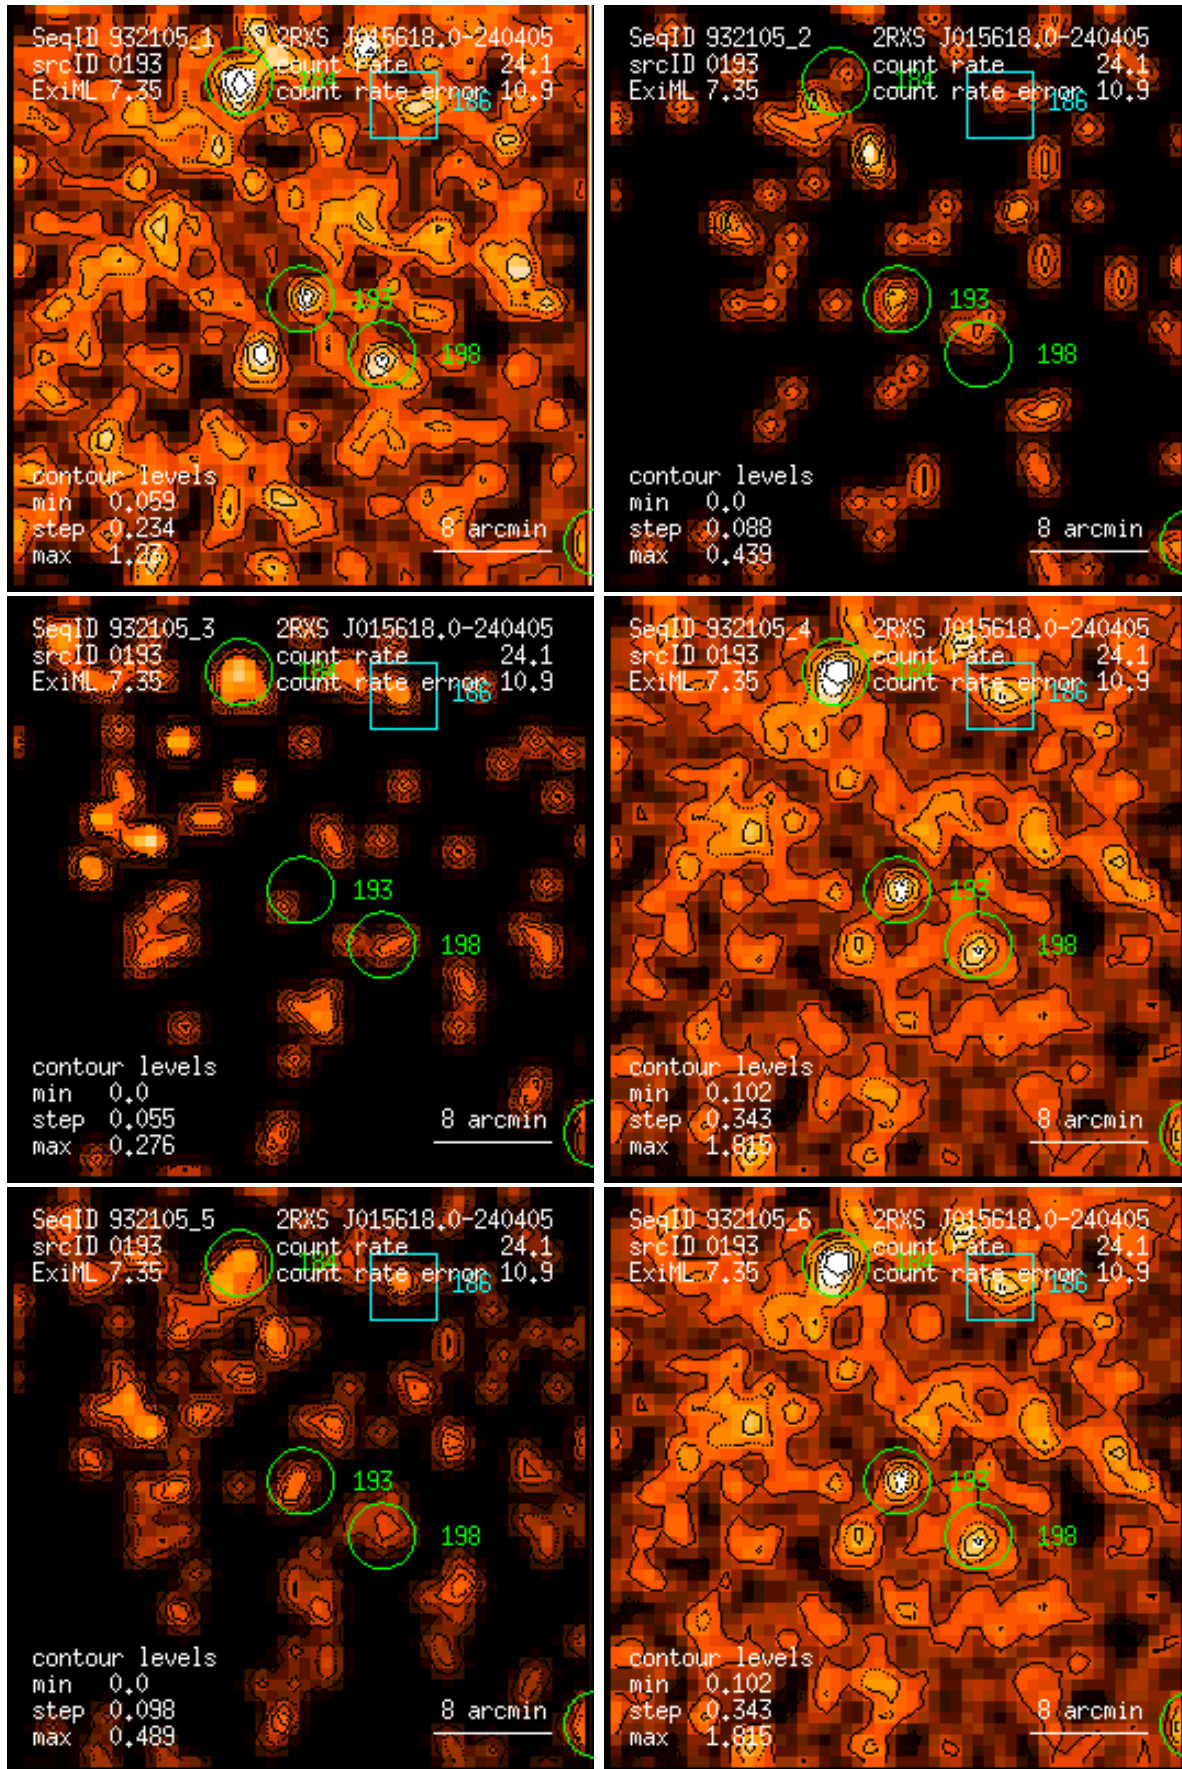 SeqID 932105_1 2RXS J015618.0-240405
srcID 0193 count rate 24.1
ExiML 7.35 count rate error 10.9
184
186
193
198
contour levels
min 0.059
step 0.234 8 arcmin
max 1.23
SeqID 932105_2 2RXS J015618.0-240405
srcID 0193 count rate 24.1
ExiML 7.35 count rate error 10.9
184
186
193
198
contour levels
min 0.0
step 0.088 8 arcmin
max 0.439
SeqID 932105_3 2RXS J015618.0-240405
srcID 0193 count rate 24.1
ExiML 7.35 count rate error 10.9
184
186
193
198
contour levels
min 0.0
step 0.055 8 arcmin
max 0.276
SeqID 932105_4 2RXS J015618.0-240405
srcID 0193 count rate 24.1
ExiML 7.35 count rate error 10.9
184
186
193
198
contour levels
min 0.102
step 0.343 8 arcmin
max 1.815
SeqID 932105_5 2RXS J015618.0-240405
srcID 0193 count rate 24.1
ExiML 7.35 count rate error 10.9
184
186
193
198
contour levels
min 0.0
step 0.098 8 arcmin
max 0.489
SeqID 932105_6 2RXS J015618.0-240405
srcID 0193 count rate 24.1
ExiML 7.35 count rate error 10.9
184
186
193
198
contour levels
min 0.102
step 0.343 8 arcmin
max 1.815